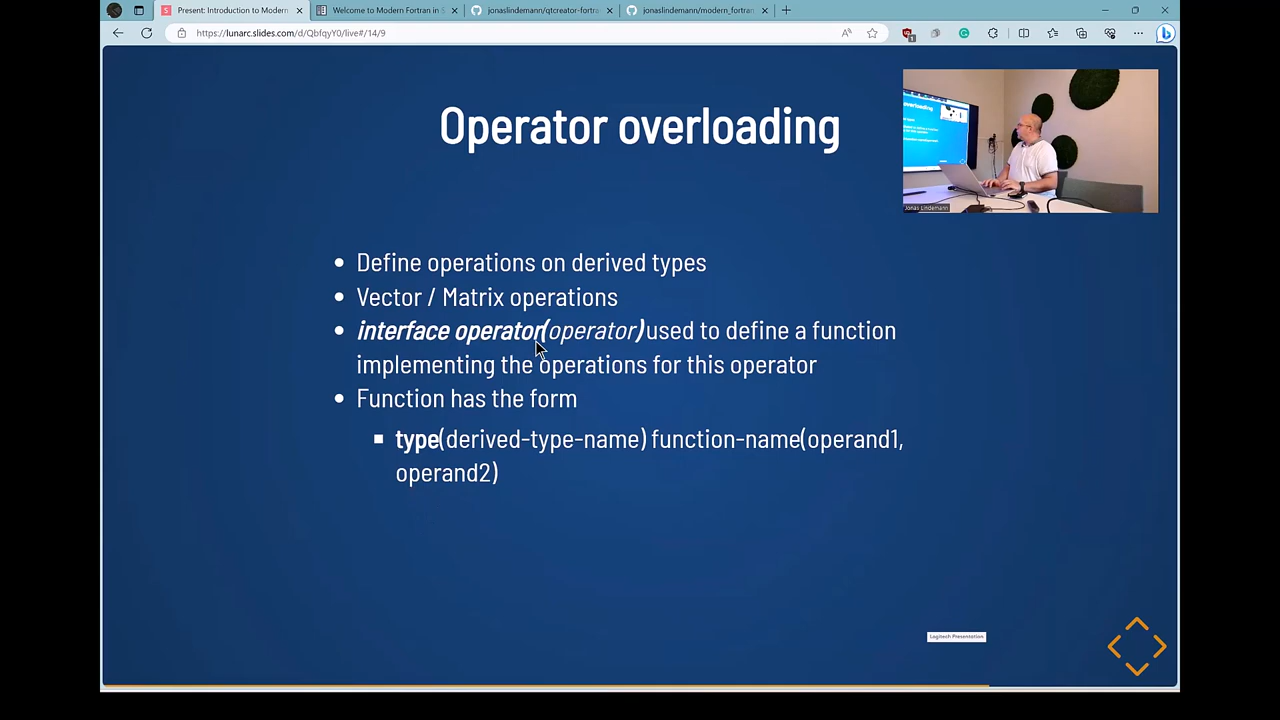 Present: Introduction to Modern
Welcome to Modern Fortran in S
jonaslindemann/qtcreator-fortra
jonaslindemann/modern_fortran
https://lunarc.slides.com/d/QbfqyY0/live#/14/9
Operator overloading
Jonas Lindemann
Define operations on derived types
Vector / Matrix operations
interface operator(operator) used to define a function
implementing the operations for this operator
Function has the form
type(derived-type-name) function-name(operand1,
operand2)
Logitech Presentation